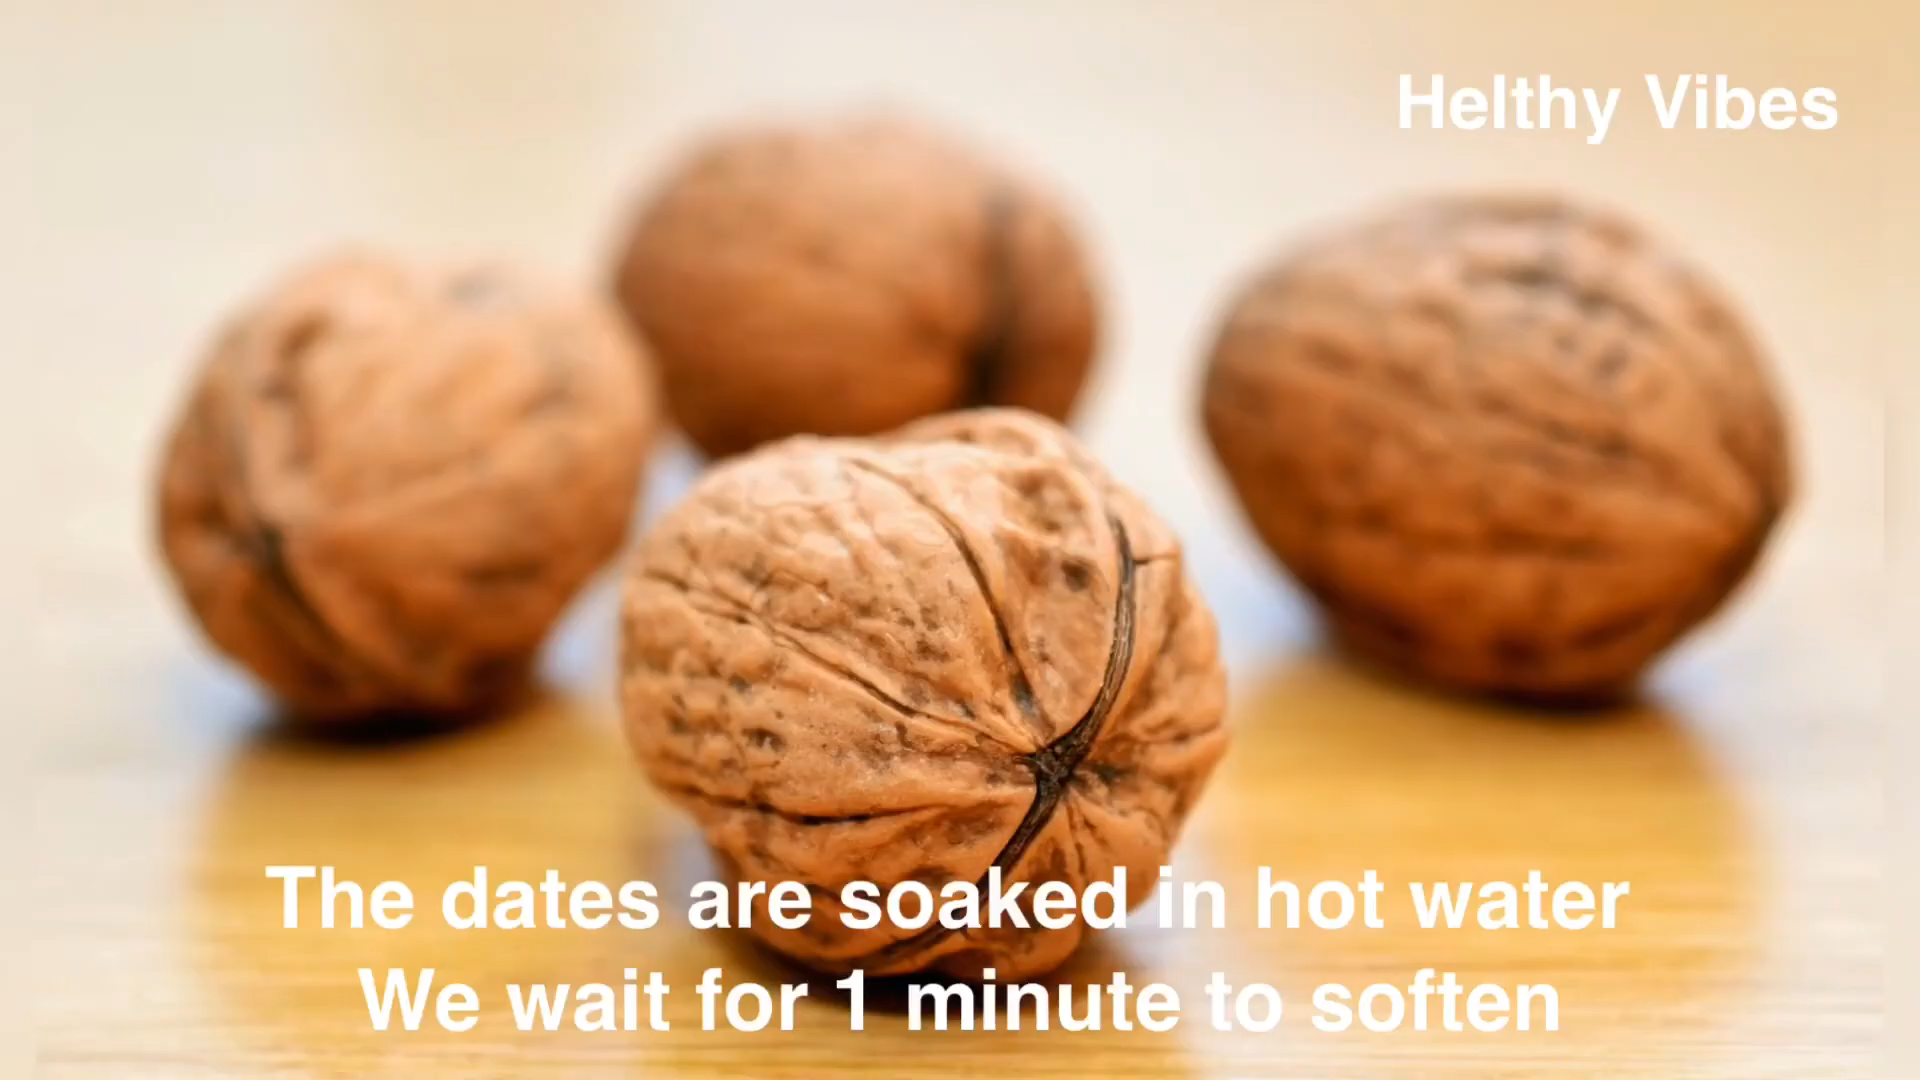 Helthy Vibes
The dates are soaked in hot water
We wait for 1 minute to soften